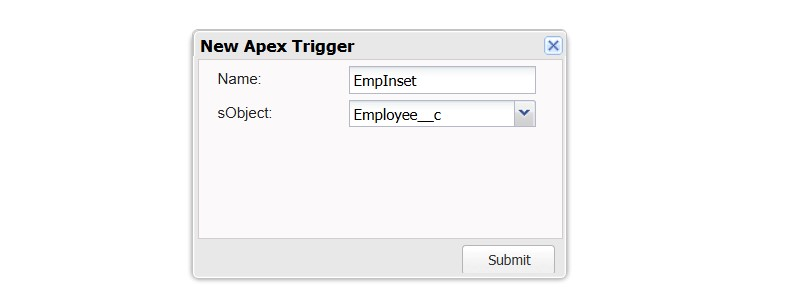 New Apex Trigger
Name: EmpInset
sObject: Employee__c
Submit